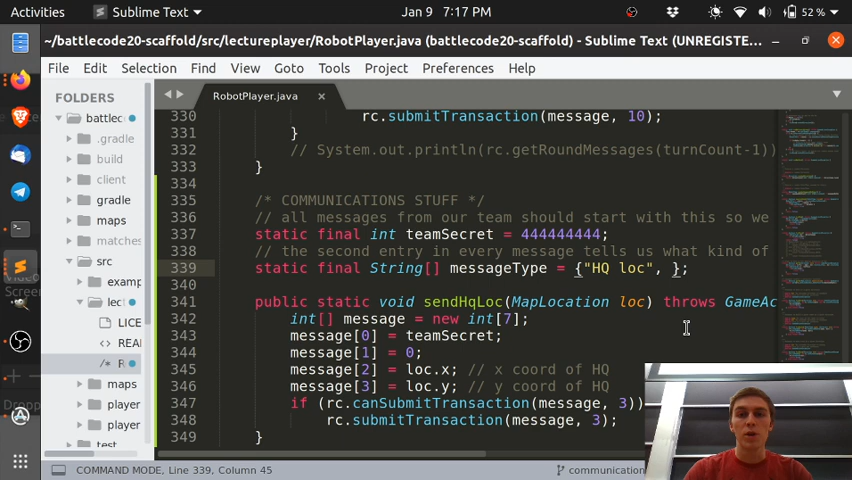 Activities
Sublime Text
Jan 9 7:17 PM
52 %
~/battlecode20-scaffold/src/lectureplayer/RobotPlayer.java (battlecode20-scaffold) - Sublime Text (UNREGISTE...
File Edit Selection Find View Goto Tools Project Preferences Help
FOLDERS
battlec
.gradle
build
client
gradle
maps
matches
src
examp
lect
LICE
REA
/* R
maps
player
player
test
RobotPlayer.java
330 rc.submitTransaction(message, 10);
331 }
332 // System.out.println(rc.getRoundMessages(turnCount-1))
333 }
334
335 /* COMMUNICATIONS STUFF */
336 // all messages from our team should start with this so we
337 static final int teamSecret = 444444444;
338 // the second entry in every message tells us what kind of
339 static final String[] messageType = {"HQ loc", };
340
341 public static void sendHqLoc(MapLocation loc) throws GameAc
342 int[] message = new int[7];
343 message[0] = teamSecret;
344 message[1] = 0;
345 message[2] = loc.x; // x coord of HQ
346 message[3] = loc.y; // y coord of HQ
347 if (rc.canSubmitTransaction(message, 3))
348 rc.submitTransaction(message, 3);
349 }
COMMAND MODE, Line 339, Column 45
communication